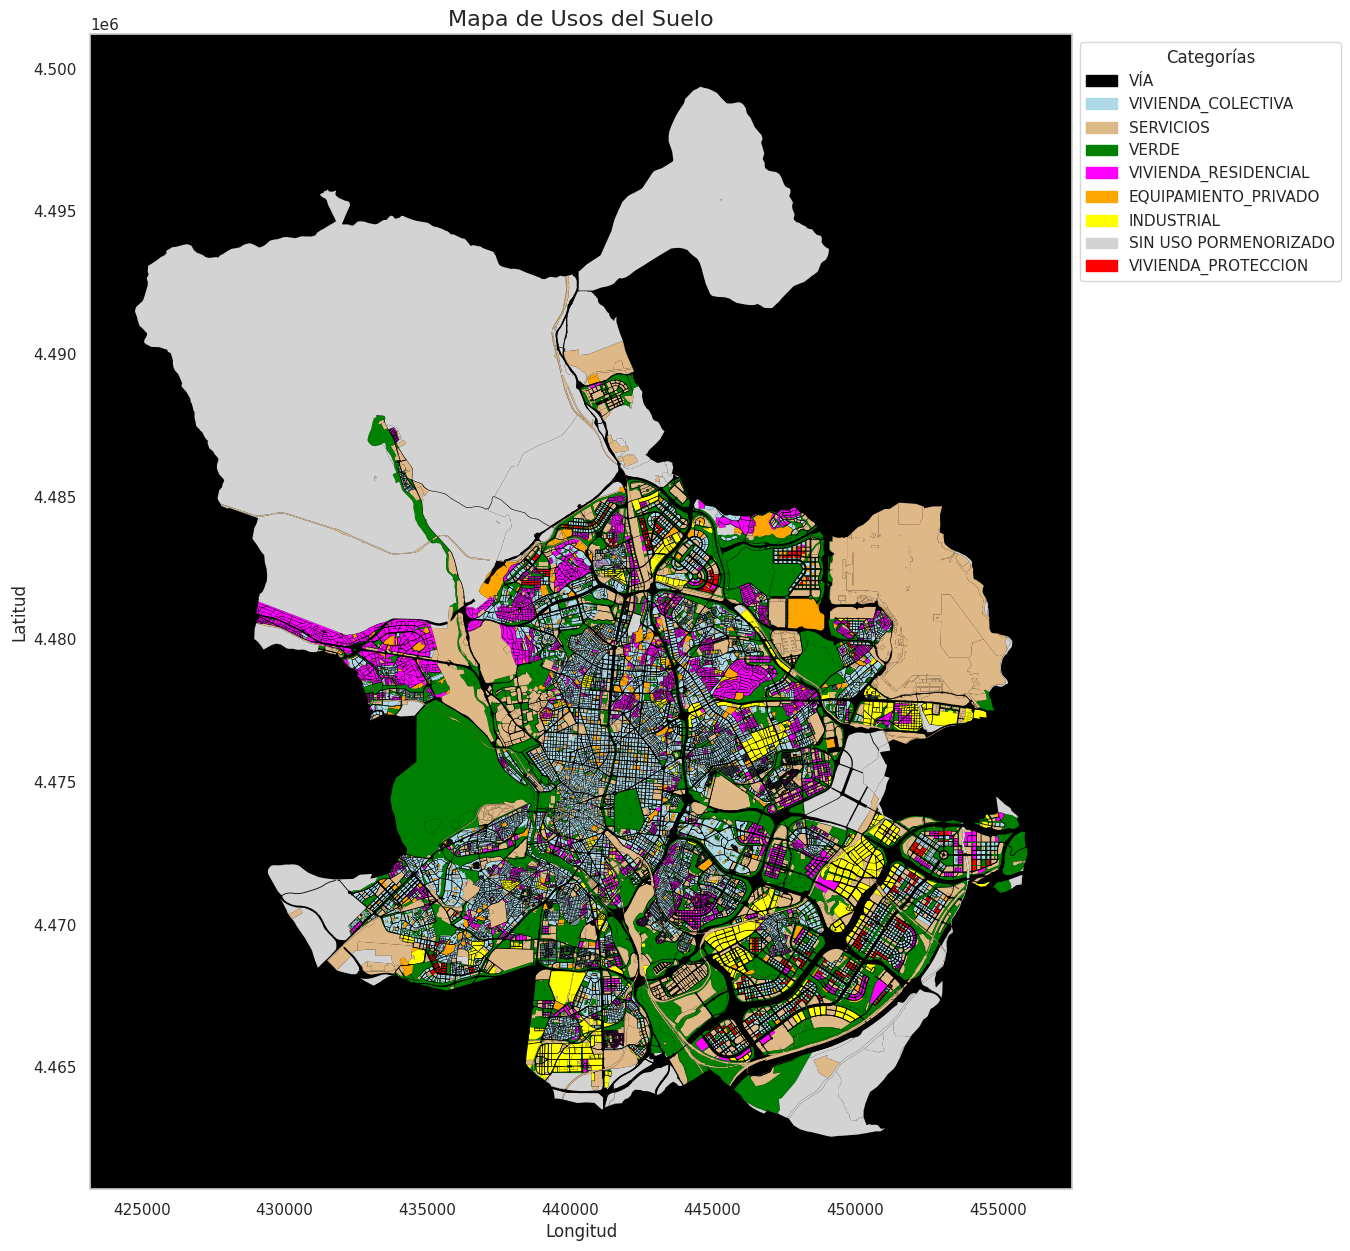 Mapa de Usos del Suelo
1e6
4.500
4.495
4.490
4.485
4.480
4.475
4.470
4.465
Latitud
425000 430000 435000 440000 445000 450000 455000
Longitud
Categorías
VÍA
VIVIENDA_COLECTIVA
SERVICIOS
VERDE
VIVIENDA_RESIDENCIAL
EQUIPAMIENTO_PRIVADO
INDUSTRIAL
SIN USO PORMENORIZADO
VIVIENDA_PROTECCION